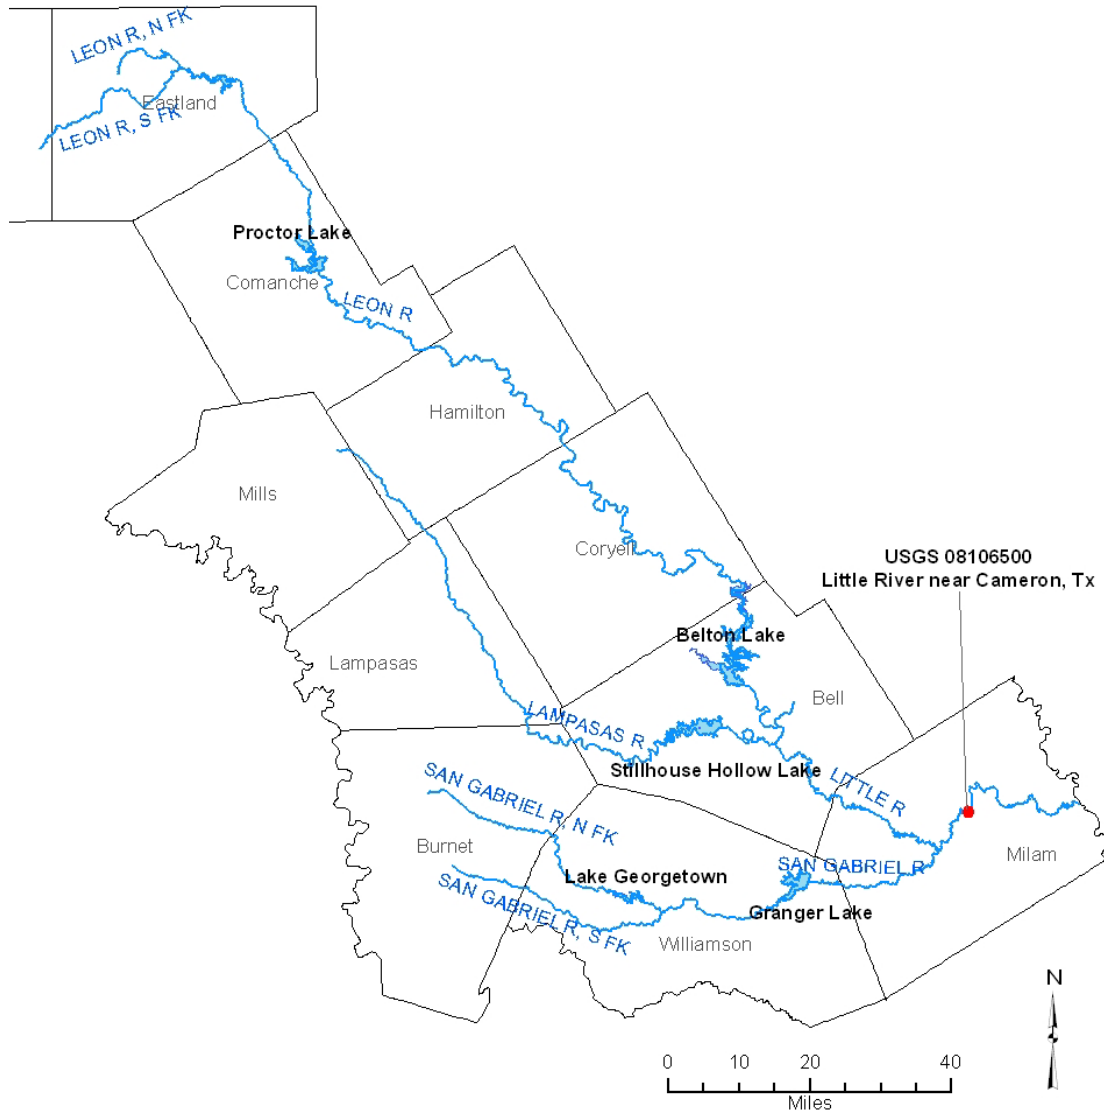 LEON R, N FK
Eastland
LEON R, S FK
Proctor Lake
Comanche
LEON R
Hamilton
Mills
Coryell
USGS 08106500
Little River near Cameron, Tx
Belton Lake
Lampasas
Bell
LAMPASAS R
Stillhouse Hollow Lake
LITTLE R
SAN GABRIEL R, N FK
Burnet
Milam
SAN GABRIEL R
Lake Georgetown
SAN GABRIEL R, S FK
Granger Lake
Williamson
N
0 10 20 40
Miles